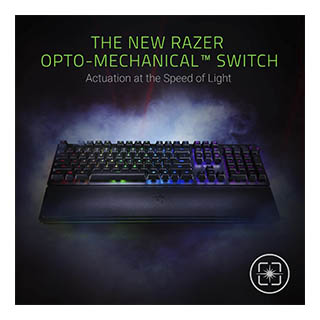 THE NEW RAZER
OPTO-MECHANICAL™ SWITCH
Actuation at the Speed of Light